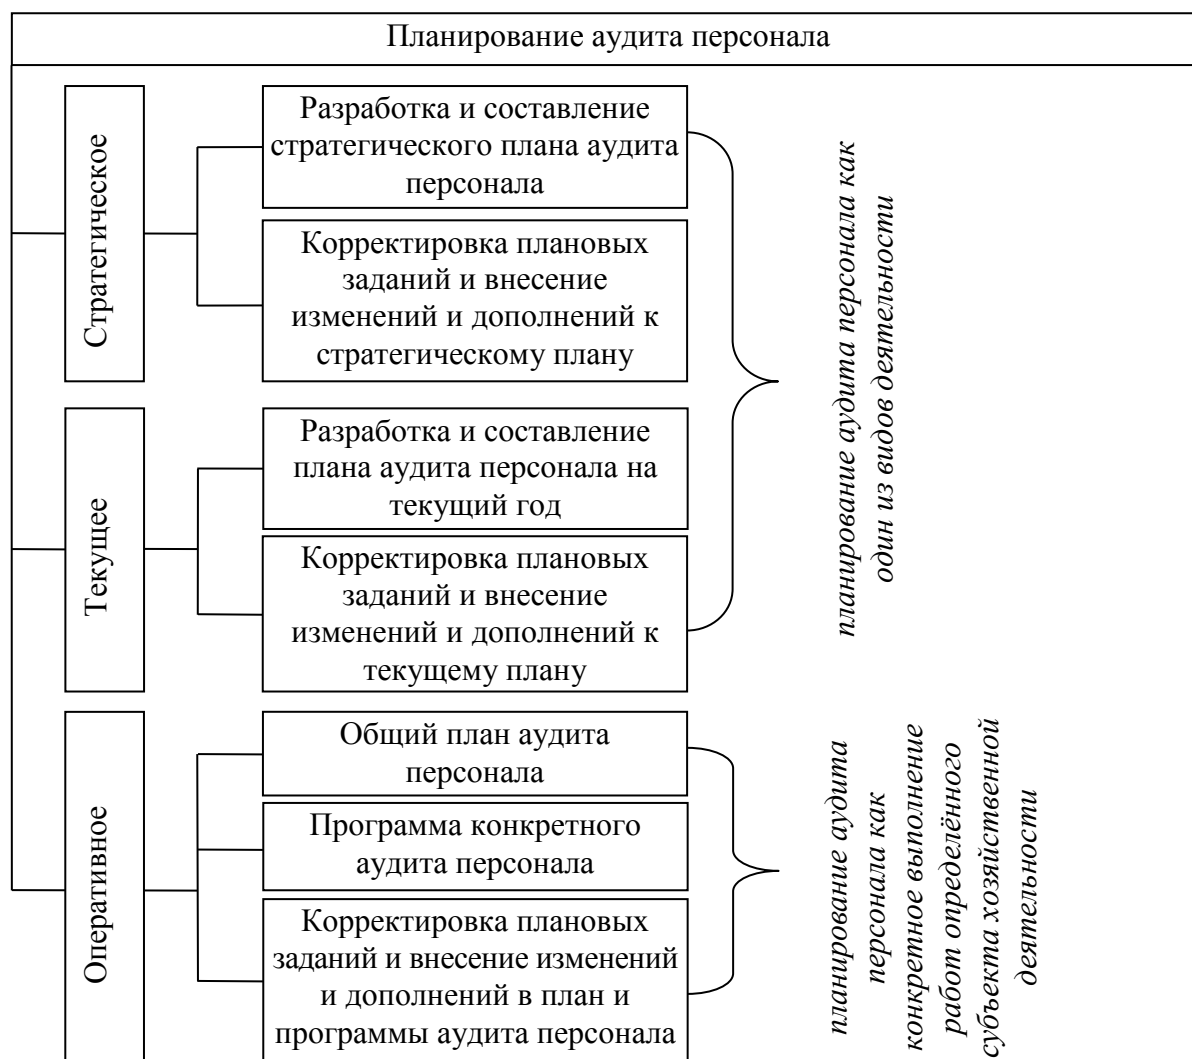 Планирование аудита персонала
Стратегическое
Разработка и составление
стратегического плана аудита
персонала
Корректировка плановых
заданий и внесение
изменений и дополнений к
стратегическому плану
Текущее
Разработка и составление
плана аудита персонала на
текущий год
Корректировка плановых
заданий и внесение
изменений и дополнений к
текущему плану
планирование аудита персонала как
один из видов деятельности
Оперативное
Общий план аудита
персонала
Программа конкретного
аудита персонала
Корректировка плановых
заданий и внесение изменений
и дополнений в план и
программы аудита персонала
планирование аудита
персонала как
конкретное выполнение
работ определённого
субъекта хозяйственной
деятельности